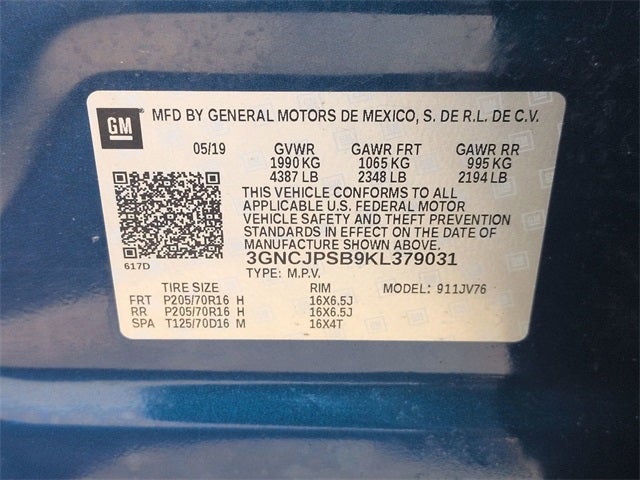 GM
MFD BY GENERAL MOTORS DE MEXICO, S. DE R.L. DE C.V.
05/19 GVWR GAWR FRT GAWR RR
1990 KG 1065 KG 995 KG
4387 LB 2348 LB 2194 LB
THIS VEHICLE CONFORMS TO ALL
APPLICABLE U.S. FEDERAL MOTOR
VEHICLE SAFETY AND THEFT PREVENTION
STANDARDS IN EFFECT ON THE DATE OF
MANUFACTURE SHOWN ABOVE.
617D
3GNCJPSB9KL379031
TYPE: M.P.V. MODEL: 911JV76
TIRE SIZE RIM
FRT P205/70R16 H 16X6.5J
RR P205/70R16 H 16X6.5J
SPA T125/70D16 M 16X4T